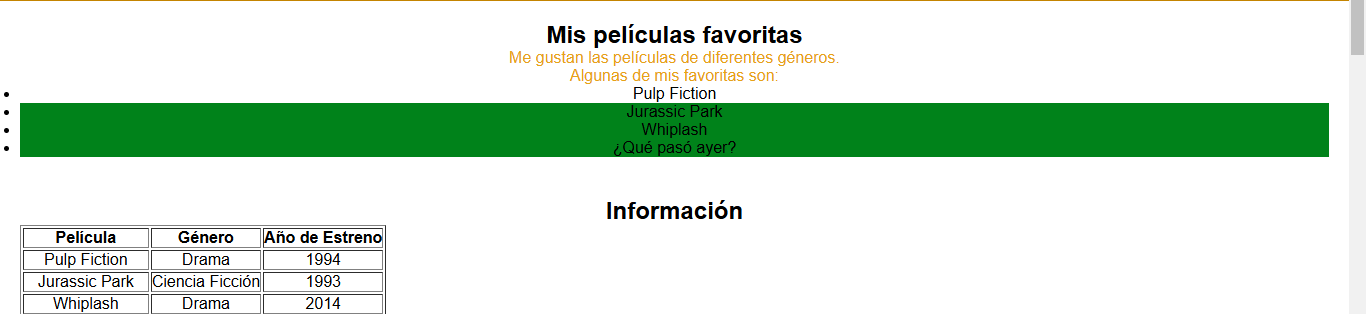 Mis películas favoritas
Me gustan las películas de diferentes géneros.
Algunas de mis favoritas son:
Pulp Fiction
Jurassic Park
Whiplash
¿Qué pasó ayer?
Información
Película Género Año de Estreno
Pulp Fiction Drama 1994
Jurassic Park Ciencia Ficción 1993
Whiplash Drama 2014